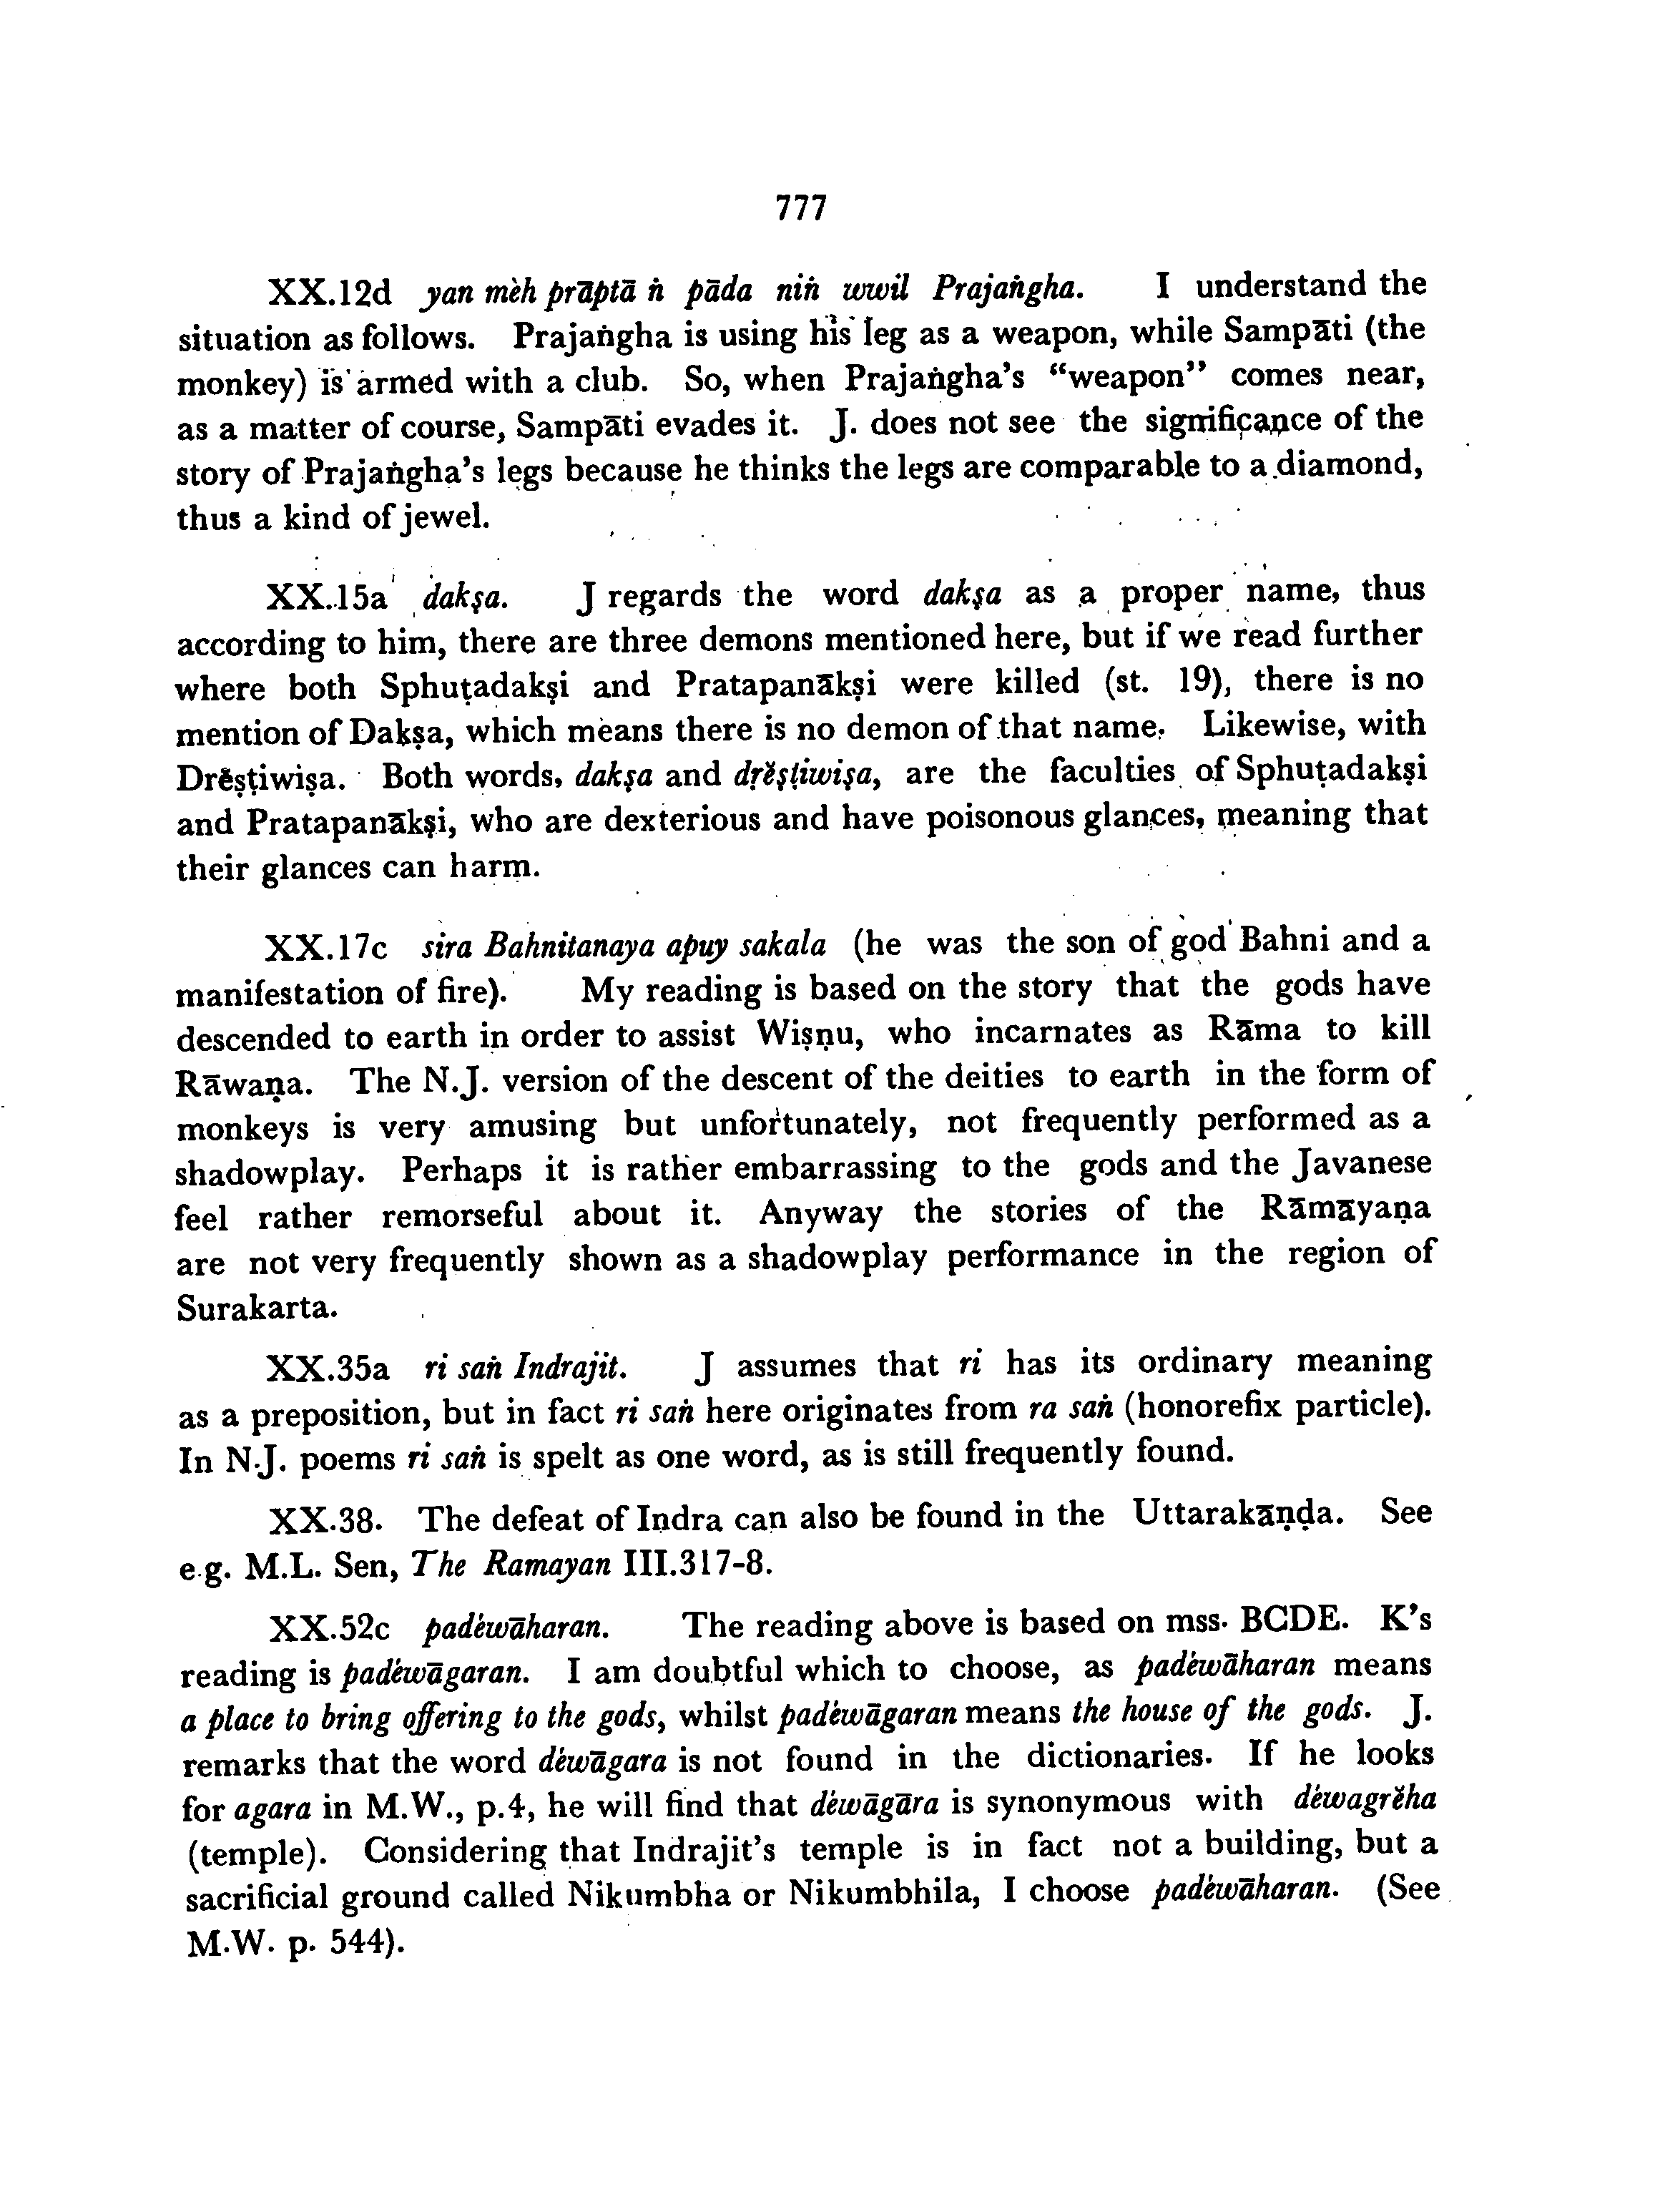 777
XX.12d yan mèh prāptā ṅ pāda niṅ wwil Prajaṅgha. I understand the
situation as follows. Prajaṅgha is using his leg as a weapon, while Sampāti (the
monkey) is armed with a club. So, when Prajaṅgha's “weapon” comes near,
as a matter of course, Sampāti evades it. J. does not see the significance of the
story of Prajaṅgha's legs because he thinks the legs are comparable to a diamond,
thus a kind of jewel.
XX.15a dakṣa. J regards the word dakṣa as a proper name, thus
according to him, there are three demons mentioned here, but if we read further
where both Sphuṭadakṣi and Pratapanākṣi were killed (st. 19), there is no
mention of Dakṣa, which means there is no demon of that name. Likewise, with
Drĕṣṭiwiṣa. Both words, dakṣa and dṛĕṣṭiwiṣa, are the faculties of Sphuṭadakṣi
and Pratapanākṣi, who are dexterious and have poisonous glances, meaning that
their glances can harm.
XX.17c sira Bahnitanaya apuy sakala (he was the son of god Bahni and a
manifestation of fire). My reading is based on the story that the gods have
descended to earth in order to assist Wiṣṇu, who incarnates as Rāma to kill
Rāwaṇa. The N.J. version of the descent of the deities to earth in the form of
monkeys is very amusing but unfortunately, not frequently performed as a
shadowplay. Perhaps it is rather embarrassing to the gods and the Javanese
feel rather remorseful about it. Anyway the stories of the Rāmāyaṇa
are not very frequently shown as a shadowplay performance in the region of
Surakarta.
XX.35a ri saṅ Indrajit. J assumes that ri has its ordinary meaning
as a preposition, but in fact ri saṅ here originates from ra saṅ (honorefix particle).
In N.J. poems ri saṅ is spelt as one word, as is still frequently found.
XX.38. The defeat of Indra can also be found in the Uttarakāṇḍa. See
e.g. M.L. Sen, The Ramayan III.317-8.
XX.52c padéwāharan. The reading above is based on mss. BCDE. K's
reading is padéwāgaran. I am doubtful which to choose, as padéwāharan means
a place to bring offering to the gods, whilst padéwāgaran means the house of the gods. J.
remarks that the word déwāgara is not found in the dictionaries. If he looks
for agara in M.W., p.4, he will find that déwāgāra is synonymous with déwagrĕha
(temple). Considering that Indrajit's temple is in fact not a building, but a
sacrificial ground called Nikumbha or Nikumbhila, I choose padéwāharan. (See
M.W. p. 544).